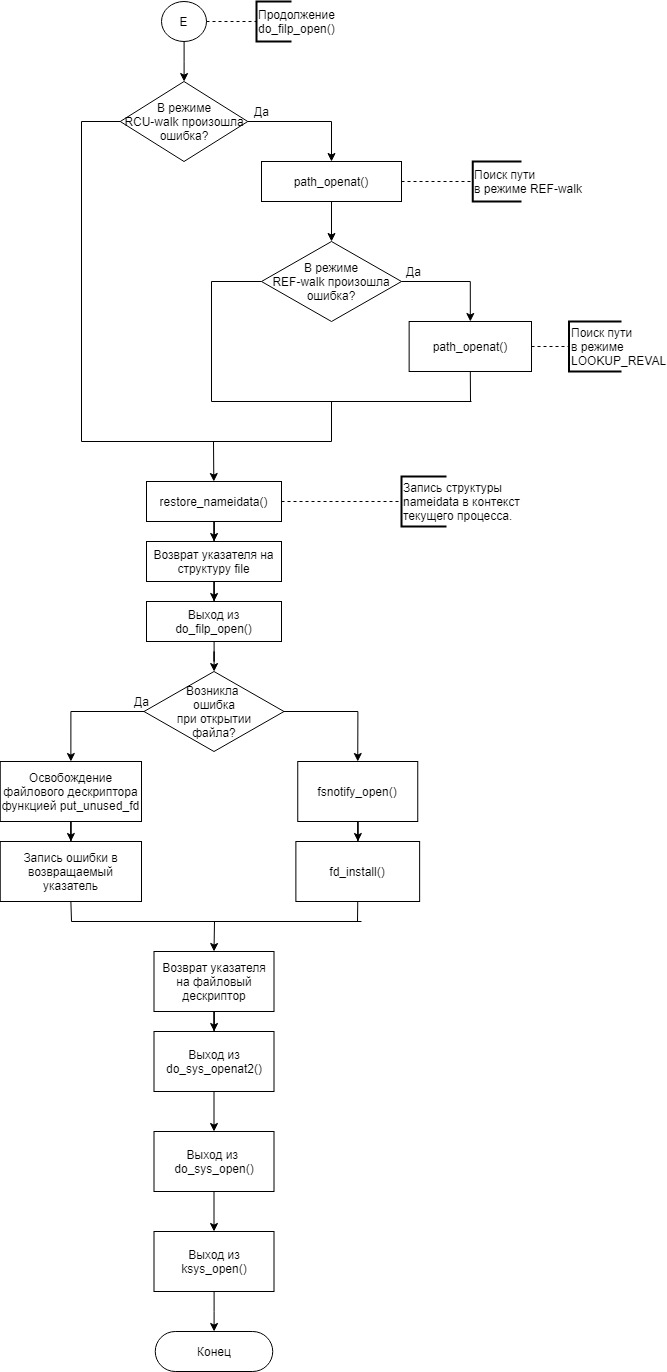 E
Продолжение
do_filp_open()
В режиме
RCU-walk произошла
ошибка?
Да
path_openat()
Поиск пути
в режиме REF-walk
В режиме
REF-walk произошла
ошибка?
Да
path_openat()
Поиск пути
в режиме
LOOKUP_REVAL
restore_nameidata()
Запись структуры
nameidata в контекст
текущего процесса.
Возврат указателя на
структуру file
Выход из
do_filp_open()
Возникла
ошибка
при открытии
файла?
Да
Освобождение
файлового дескриптора
функцией put_unused_fd
fsnotify_open()
Запись ошибки в
возвращаемый
указатель
fd_install()
Возврат указателя
на файловый
дескриптор
Выход из
do_sys_openat2()
Выход из
do_sys_open()
Выход из
ksys_open()
Конец